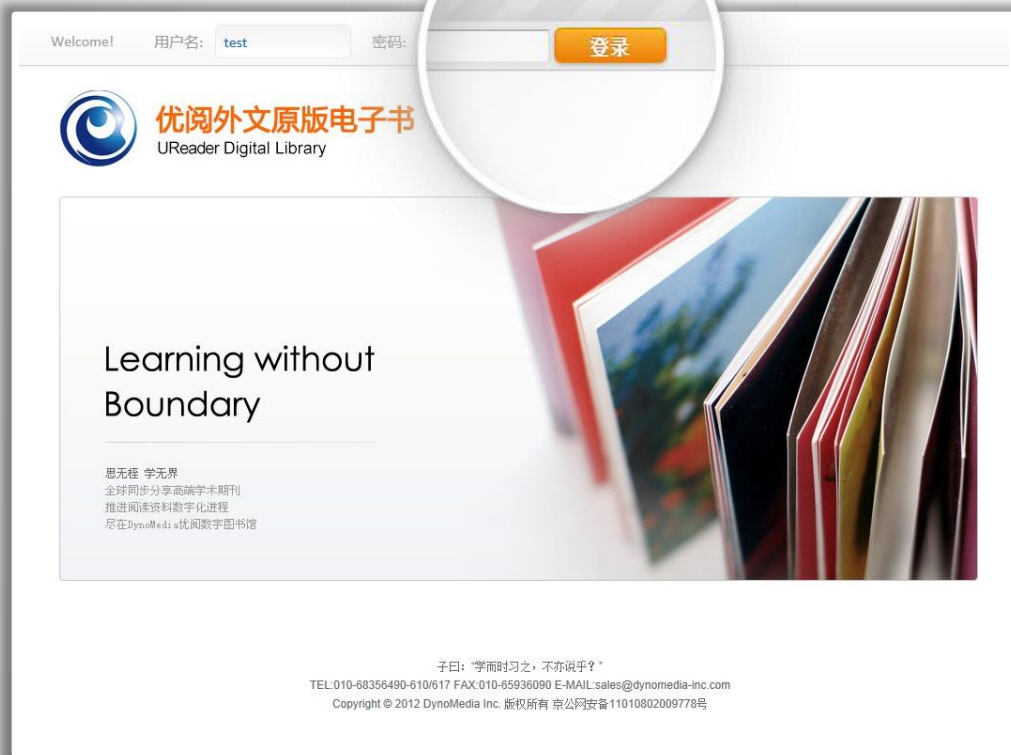 Welcome! 用户名: test 密码: 登录
优阅外文原版电子书
UReader Digital Library
Learning without
Boundary
思无桎 学无界
全球同步分享高端学术期刊
推进阅读资料数字化进程
尽在DynoMedia优阅数字图书馆
子曰：“学而时习之，不亦说乎？”
TEL:010-68356490-610/617 FAX:010-65936090 E-MAIL:sales@dynomedia-inc.com
Copyright © 2012 DynoMedia Inc. 版权所有 京公网安备11010802009778号